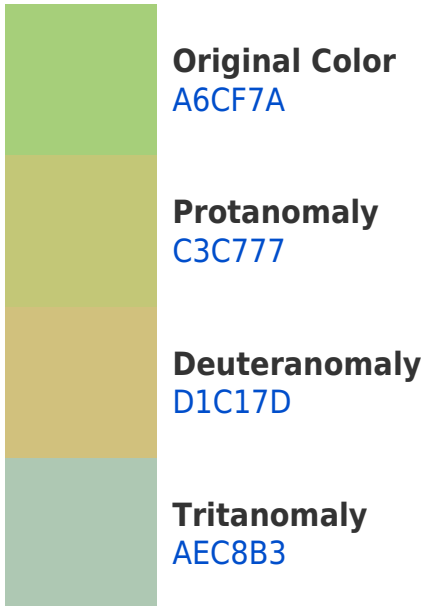 Original Color
A6CF7A
Protanomaly
C3C777
Deuteranomaly
D1C17D
Tritanomaly
AEC8B3